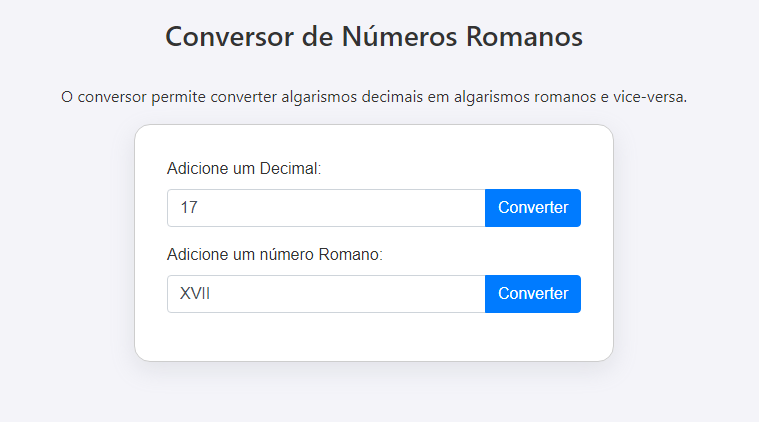 Conversor de Números Romanos
O conversor permite converter algarismos decimais em algarismos romanos e vice-versa.
Adicione um Decimal:
17 Converter
Adicione um número Romano:
XVII Converter